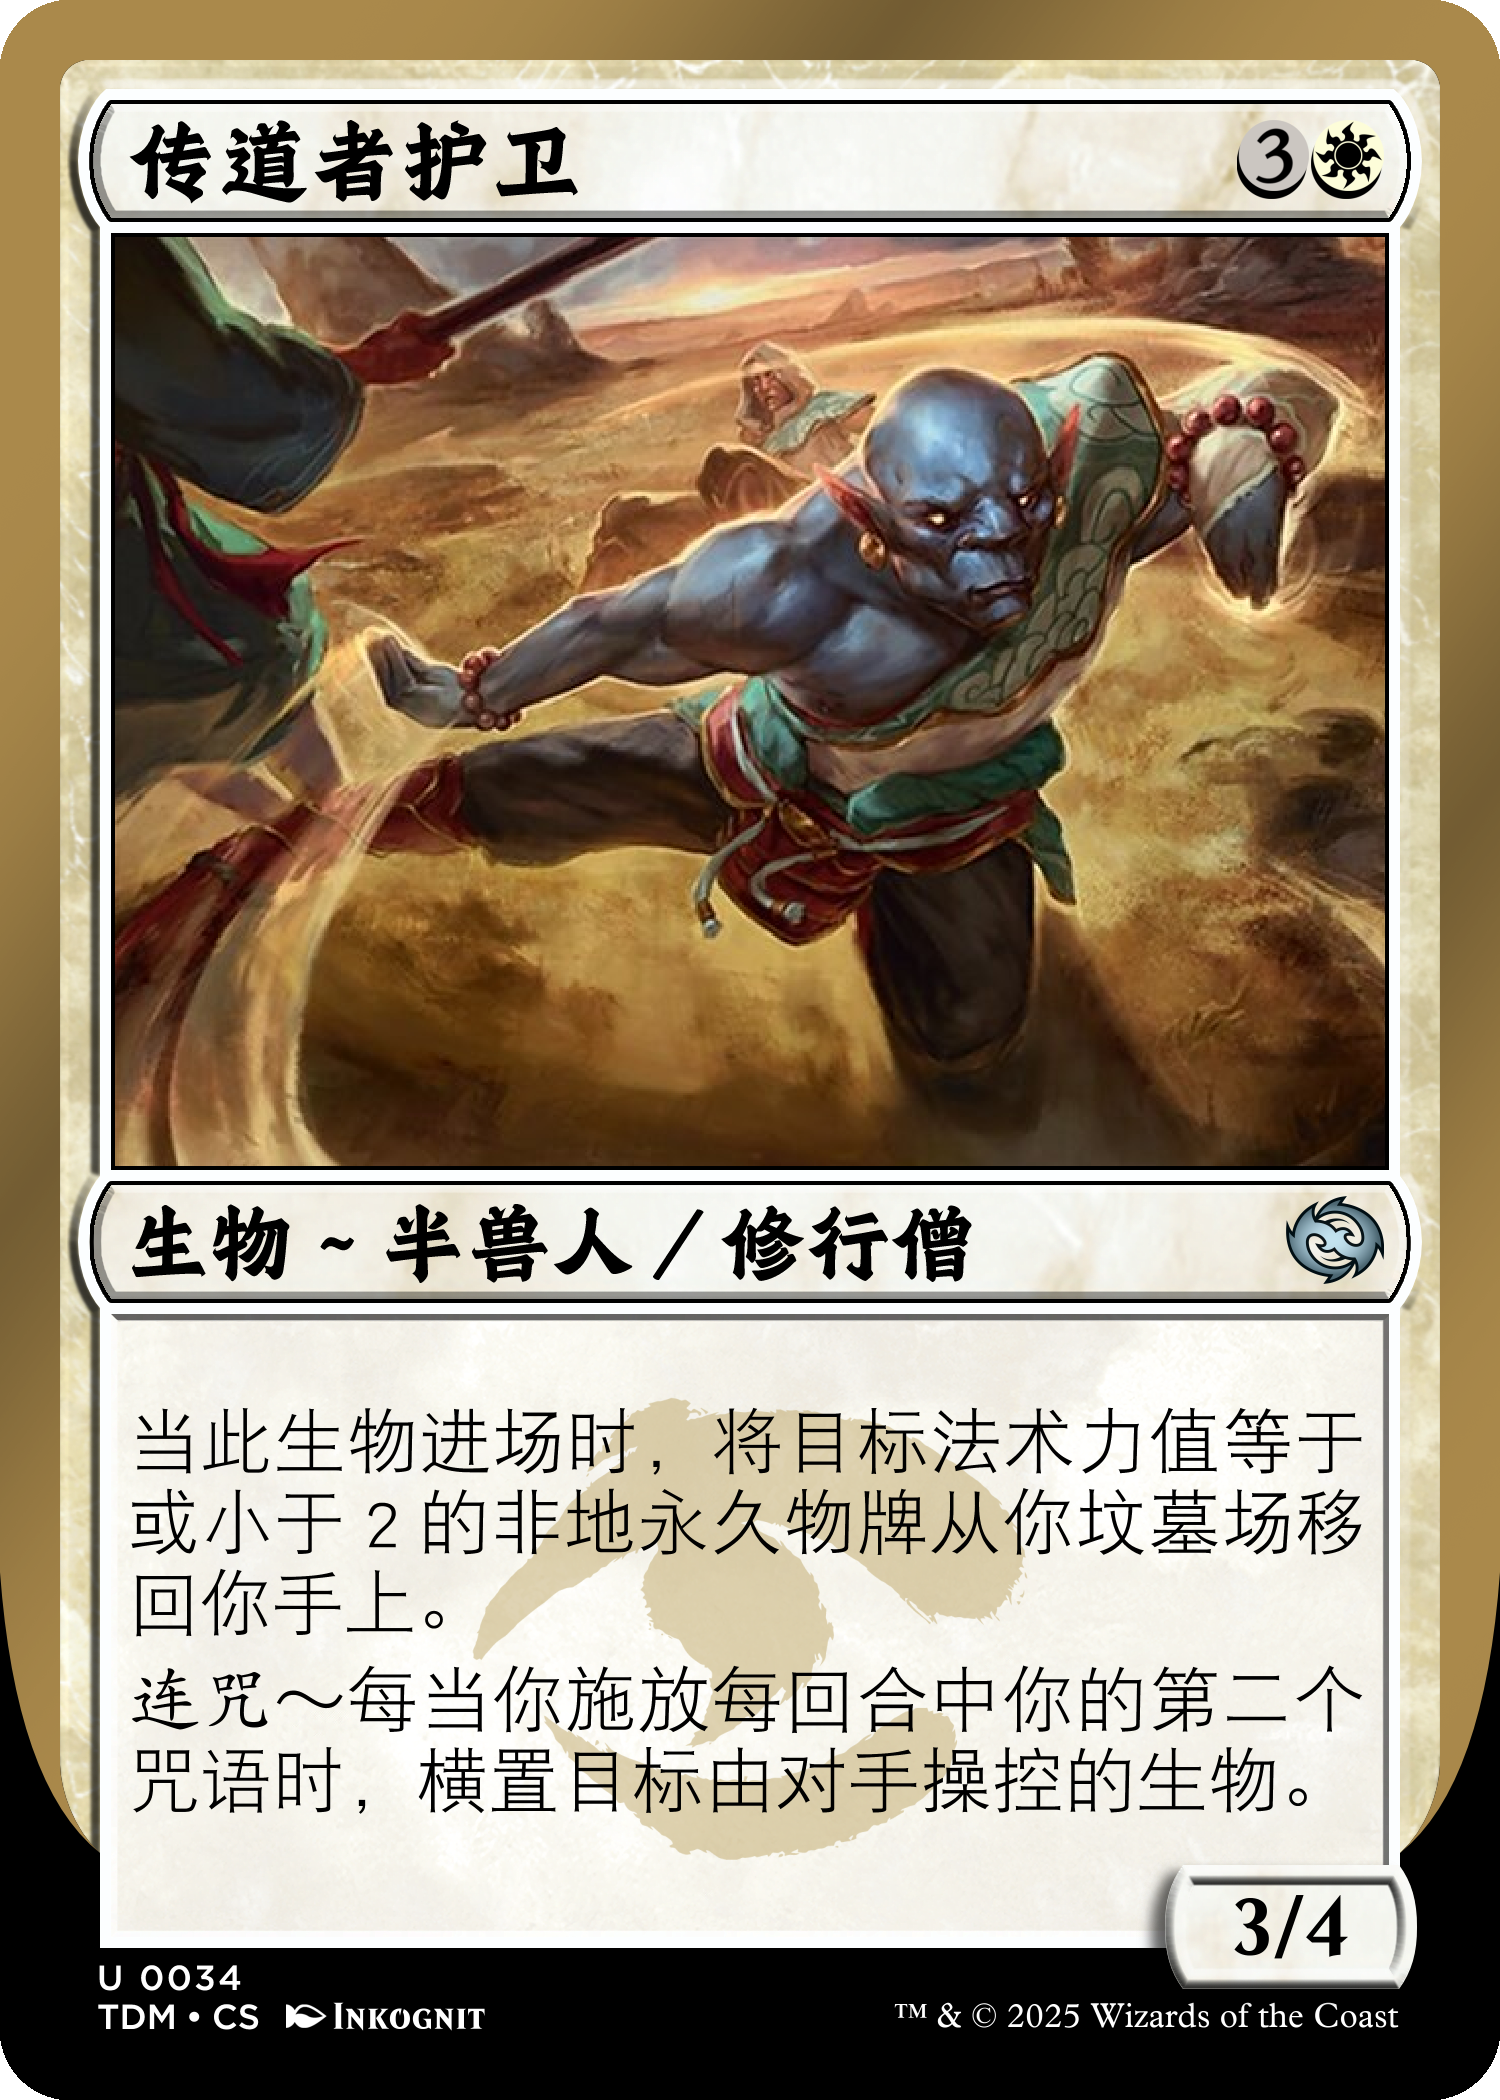 传道者护卫
3
生物 ~ 半兽人／修行僧
当此生物进场时，将目标法术力值等于
或小于 2 的非地永久物牌从你坟墓场移
回你手上。
连咒～每当你施放每回合中你的第二个
咒语时，横置目标由对手操控的生物。
3/4
U 0034
TDM • CS INKOGNIT
™ & © 2025 Wizards of the Coast